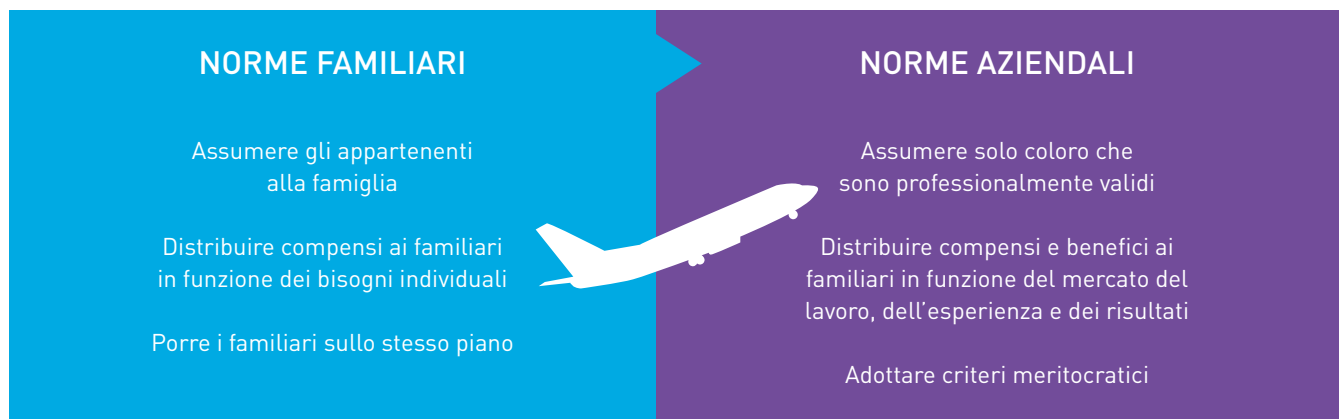 NORME FAMILIARI
Assumere gli appartenenti
alla famiglia
Distribuire compensi ai familiari
in funzione dei bisogni individuali
Porre i familiari sullo stesso piano
NORME AZIENDALI
Assumere solo coloro che
sono professionalmente validi
Distribuire compensi e benefici ai
familiari in funzione del mercato del
lavoro, dell'esperienza e dei risultati
Adottare criteri meritocratici